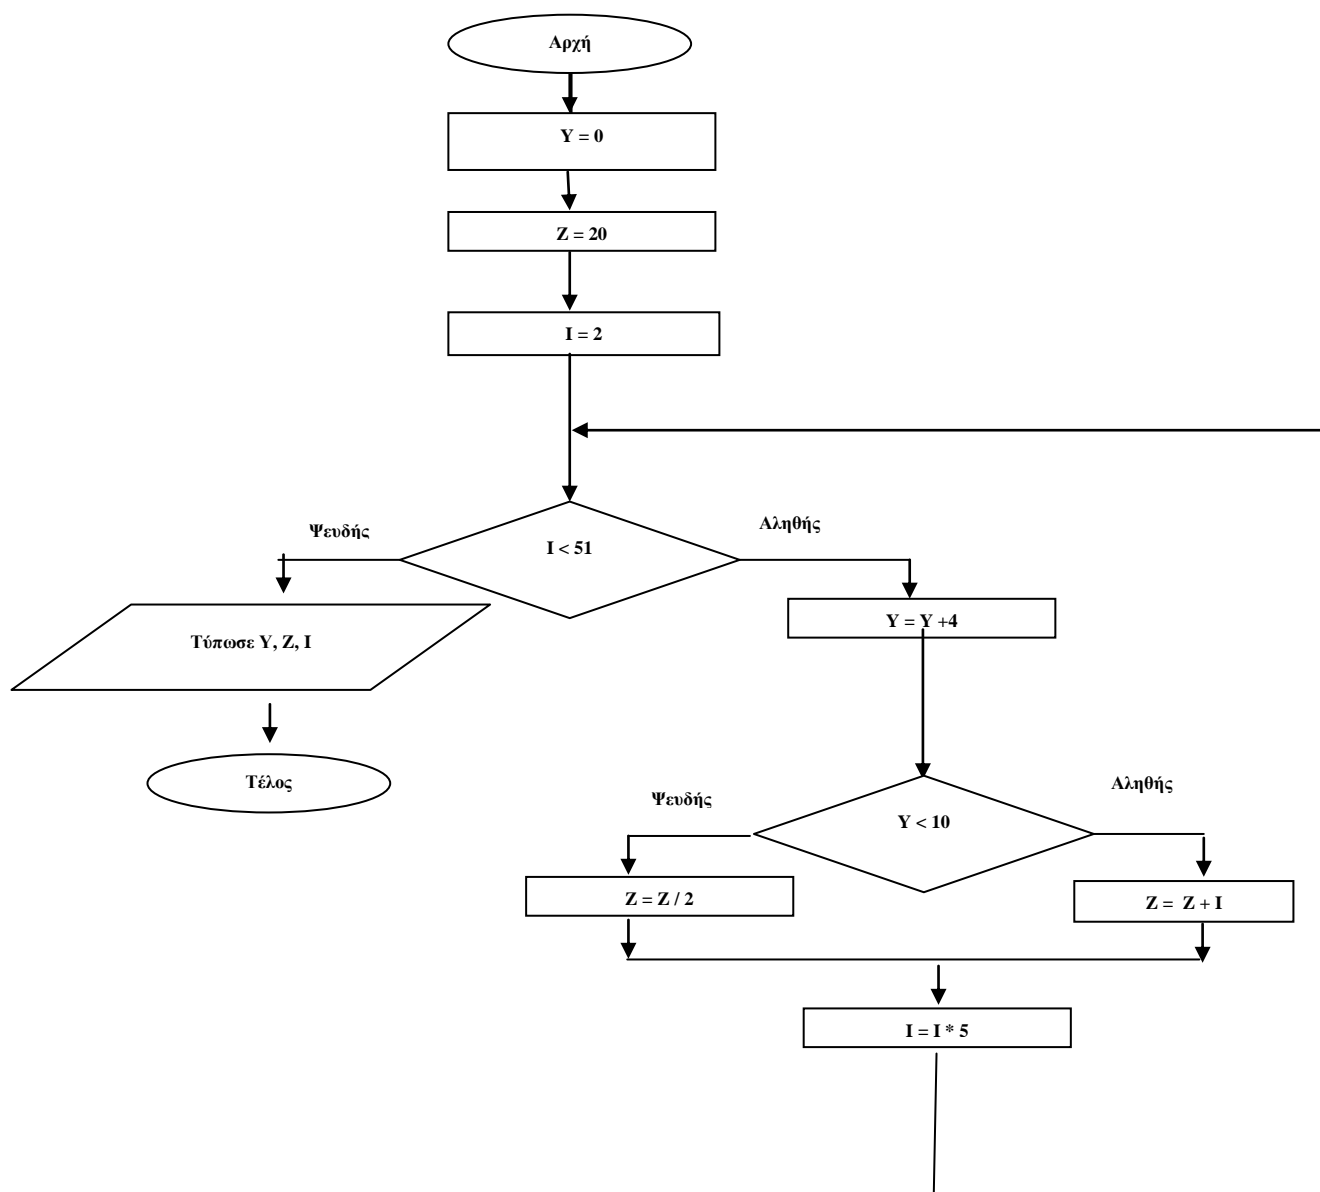 Αρχή
Y = 0
Z = 20
I = 2
Ψευδής
Αληθής
I < 51
Τύπωσε Y, Z, I
Y = Y +4
Τέλος
Ψευδής
Αληθής
Y < 10
Z = Z / 2
Z =  Z + I
I = I * 5